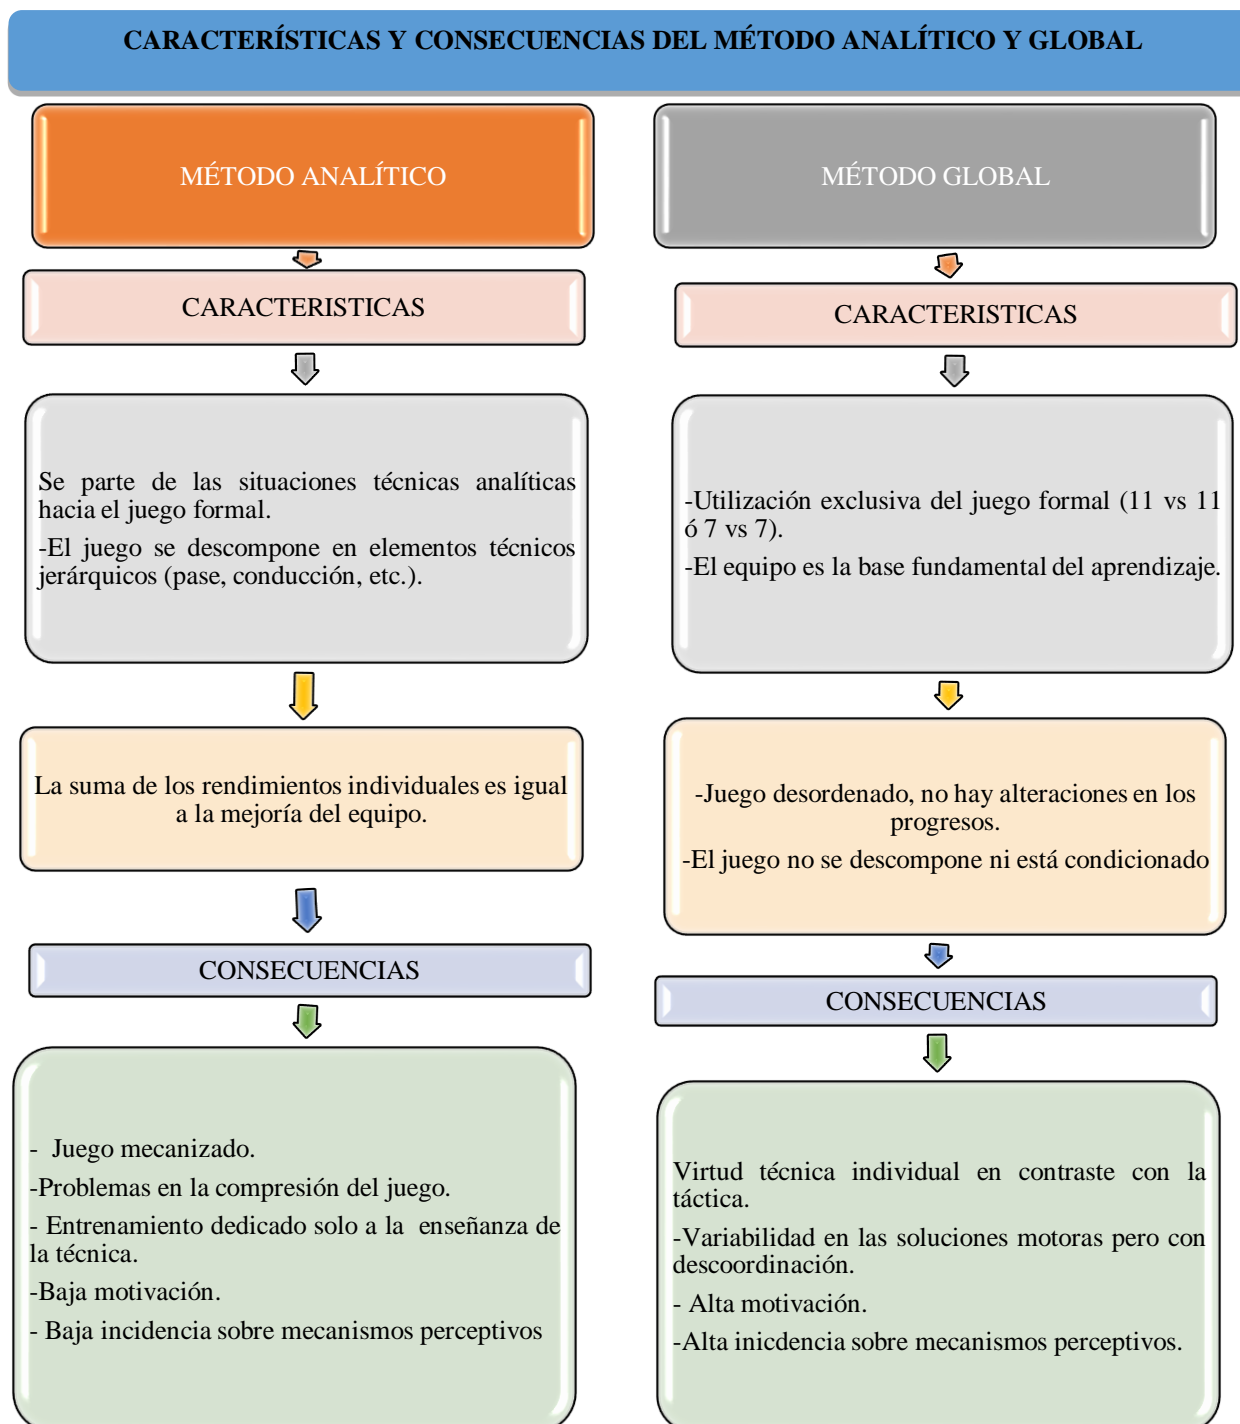 CARACTERÍSTICAS Y CONSECUENCIAS DEL MÉTODO ANALÍTICO Y GLOBAL
MÉTODO ANALÍTICO
CARACTERISTICAS
Se parte de las situaciones técnicas analíticas
hacia el juego formal.
-El juego se descompone en elementos técnicos
jerárquicos (pase, conducción, etc.).
La suma de los rendimientos individuales es igual
a la mejoría del equipo.
CONSECUENCIAS
- Juego mecanizado.
-Problemas en la compresión del juego.
- Entrenamiento dedicado solo a la enseñanza de
la técnica.
-Baja motivación.
- Baja incidencia sobre mecanismos perceptivos
MÉTODO GLOBAL
CARACTERISTICAS
-Utilización exclusiva del juego formal (11 vs 11
ó 7 vs 7).
-El equipo es la base fundamental del aprendizaje.
-Juego desordenado, no hay alteraciones en los
progresos.
-El juego no se descompone ni está condicionado
CONSECUENCIAS
Virtud técnica individual en contraste con la
táctica.
-Variabilidad en las soluciones motoras pero con
descoordinación.
- Alta motivación.
-Alta inicdencia sobre mecanismos perceptivos.